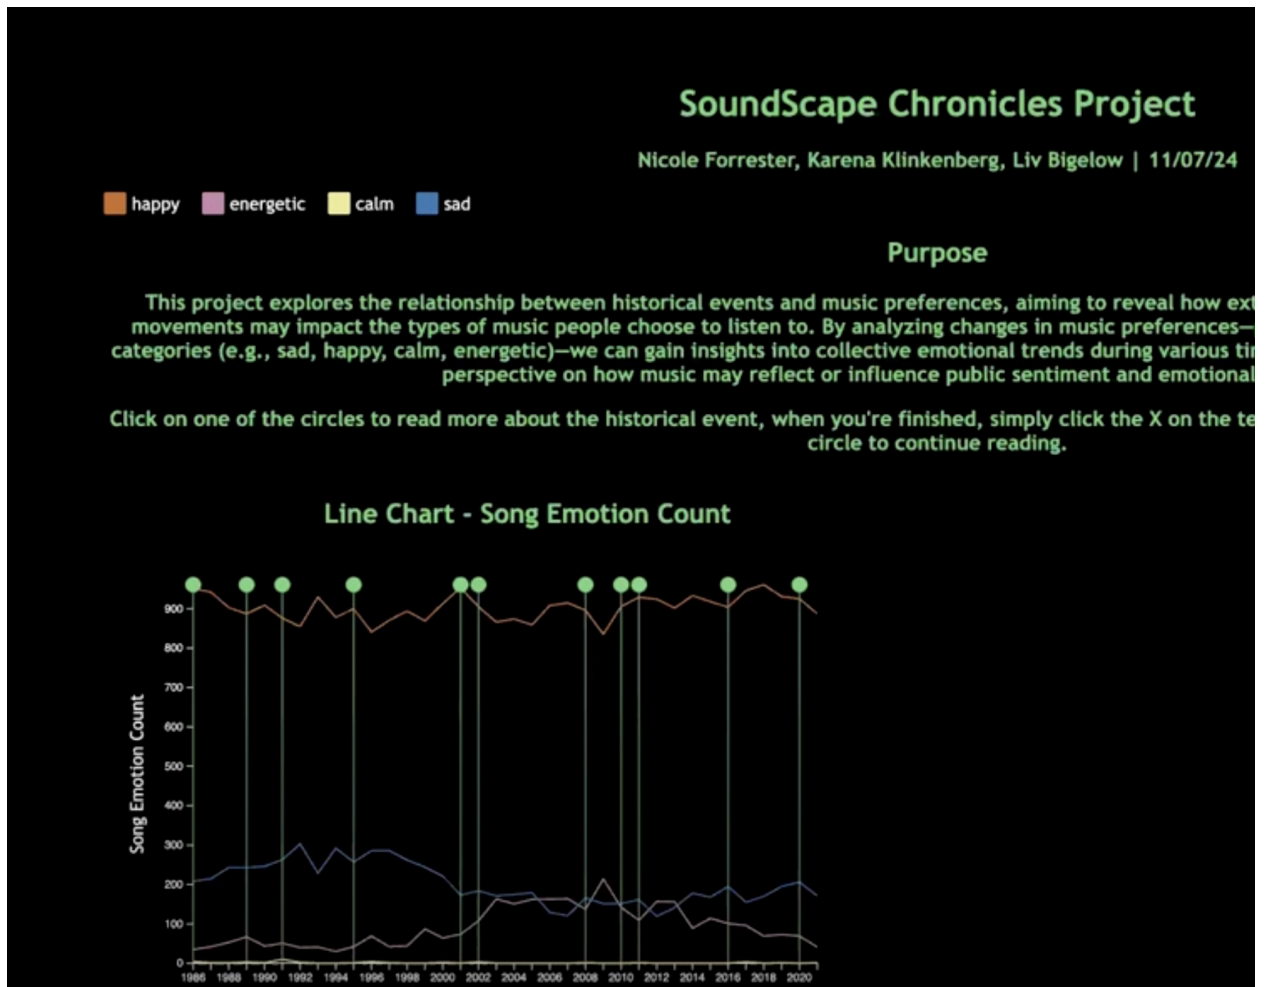 SoundScape Chronicles Project
Nicole Forrester, Karena Klinkenberg, Liv Bigelow | 11/07/24
happy energetic calm sad
Purpose
This project explores the relationship between historical events and music preferences, aiming to reveal how ext
movements may impact the types of music people choose to listen to. By analyzing changes in music preferences—
categories (e.g., sad, happy, calm, energetic)—we can gain insights into collective emotional trends during various tir
perspective on how music may reflect or influence public sentiment and emotional
Click on one of the circles to read more about the historical event, when you're finished, simply click the X on the te
circle to continue reading.
Line Chart - Song Emotion Count
900
800
700
600
500
400
300
200
100
0
Song Emotion Count
1986 1988 1990 1992 1994 1996 1998 2000 2002 2004 2006 2008 2010 2012 2014 2016 2018 2020